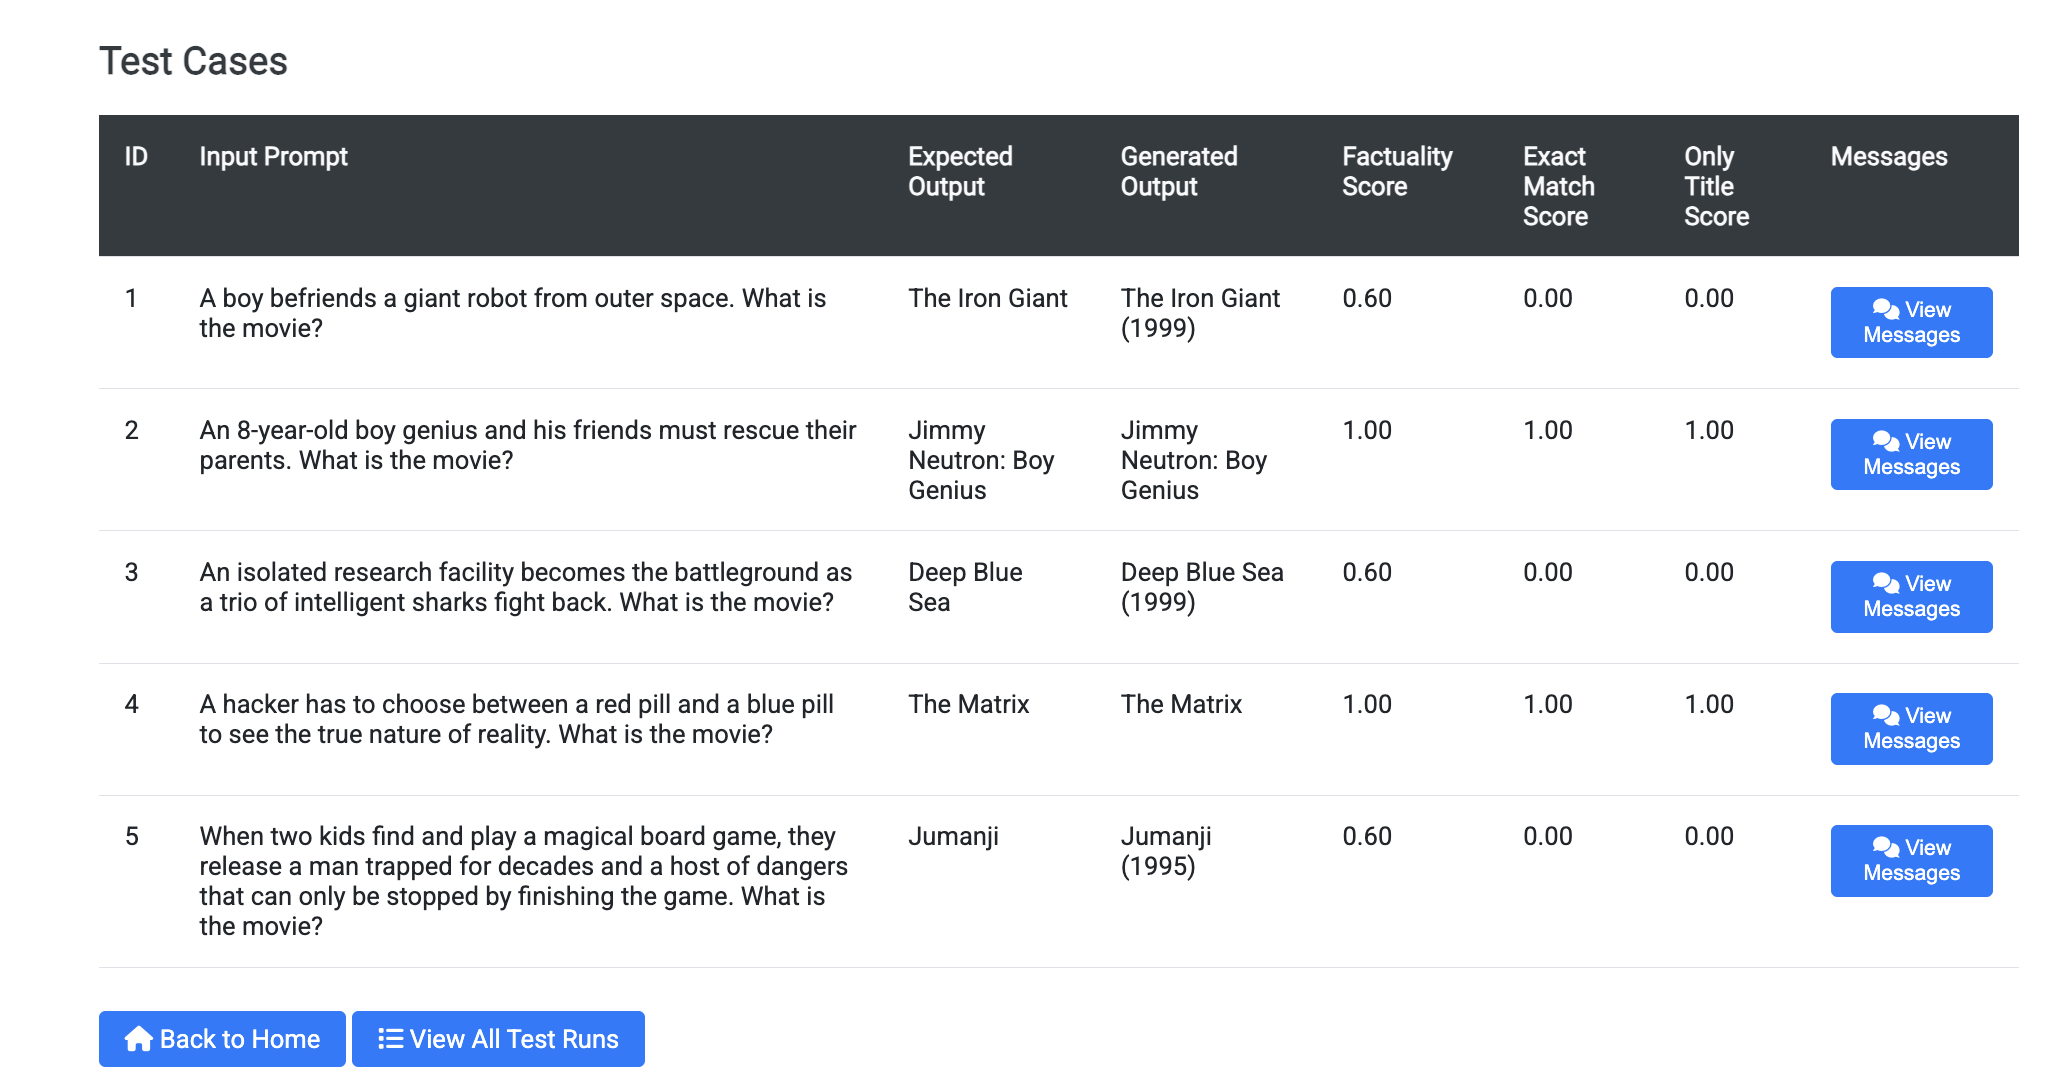 Test Cases
ID Input Prompt Expected Output Generated Output Factuality Score Exact Match Score Only Title Score Messages
1 A boy befriends a giant robot from outer space. What is the movie? The Iron Giant The Iron Giant (1999) 0.60 0.00 0.00 View Messages
2 An 8-year-old boy genius and his friends must rescue their parents. What is the movie? Jimmy Neutron: Boy Genius Jimmy Neutron: Boy Genius 1.00 1.00 1.00 View Messages
3 An isolated research facility becomes the battleground as a trio of intelligent sharks fight back. What is the movie? Deep Blue Sea Deep Blue Sea (1999) 0.60 0.00 0.00 View Messages
4 A hacker has to choose between a red pill and a blue pill to see the true nature of reality. What is the movie? The Matrix The Matrix 1.00 1.00 1.00 View Messages
5 When two kids find and play a magical board game, they release a man trapped for decades and a host of dangers that can only be stopped by finishing the game. What is the movie? Jumanji Jumanji (1995) 0.60 0.00 0.00 View Messages
Back to Home View All Test Runs